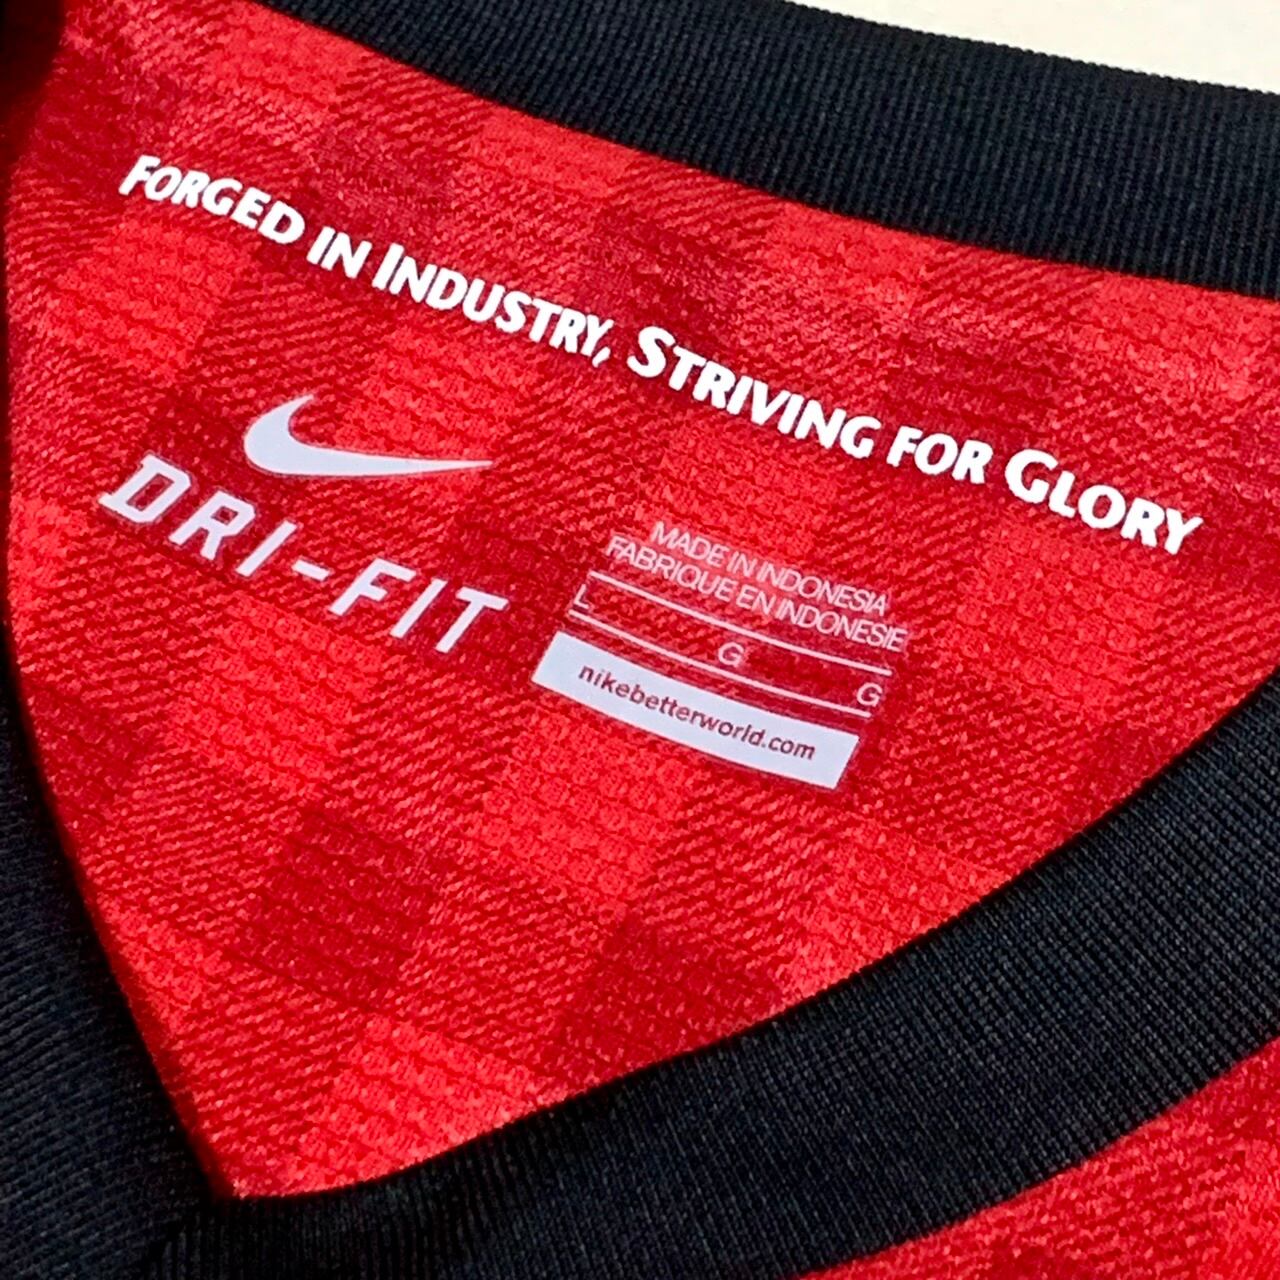 FORGED IN INDUSTRY, STRIVING FOR GLORY
DRI-FIT
MADE IN INDONESIA
FABRIQUE EN INDONESIE
L G G
nikebetterworld.com